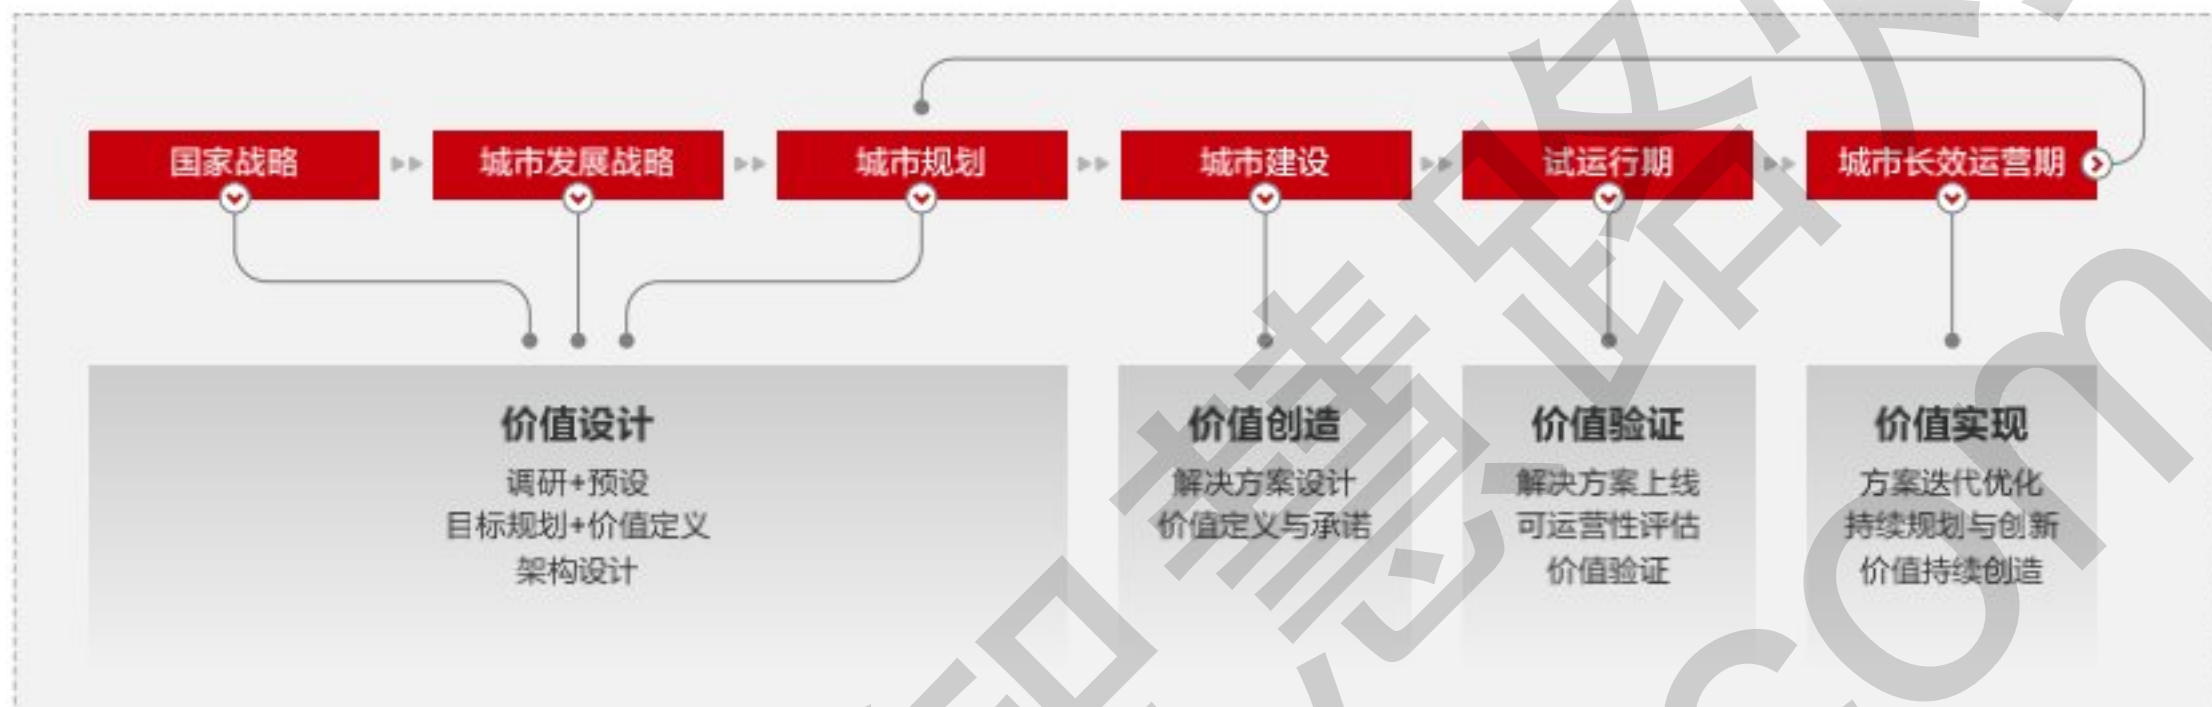 国家战略
城市发展战略
城市规划
城市建设
试运行期
城市长效运营期
价值设计
调研+预设
目标规划+价值定义
架构设计
价值创造
解决方案设计
价值定义与承诺
价值验证
解决方案上线
可运营性评估
价值验证
价值实现
方案迭代优化
持续规划与创新
价值持续创造
慧路
com